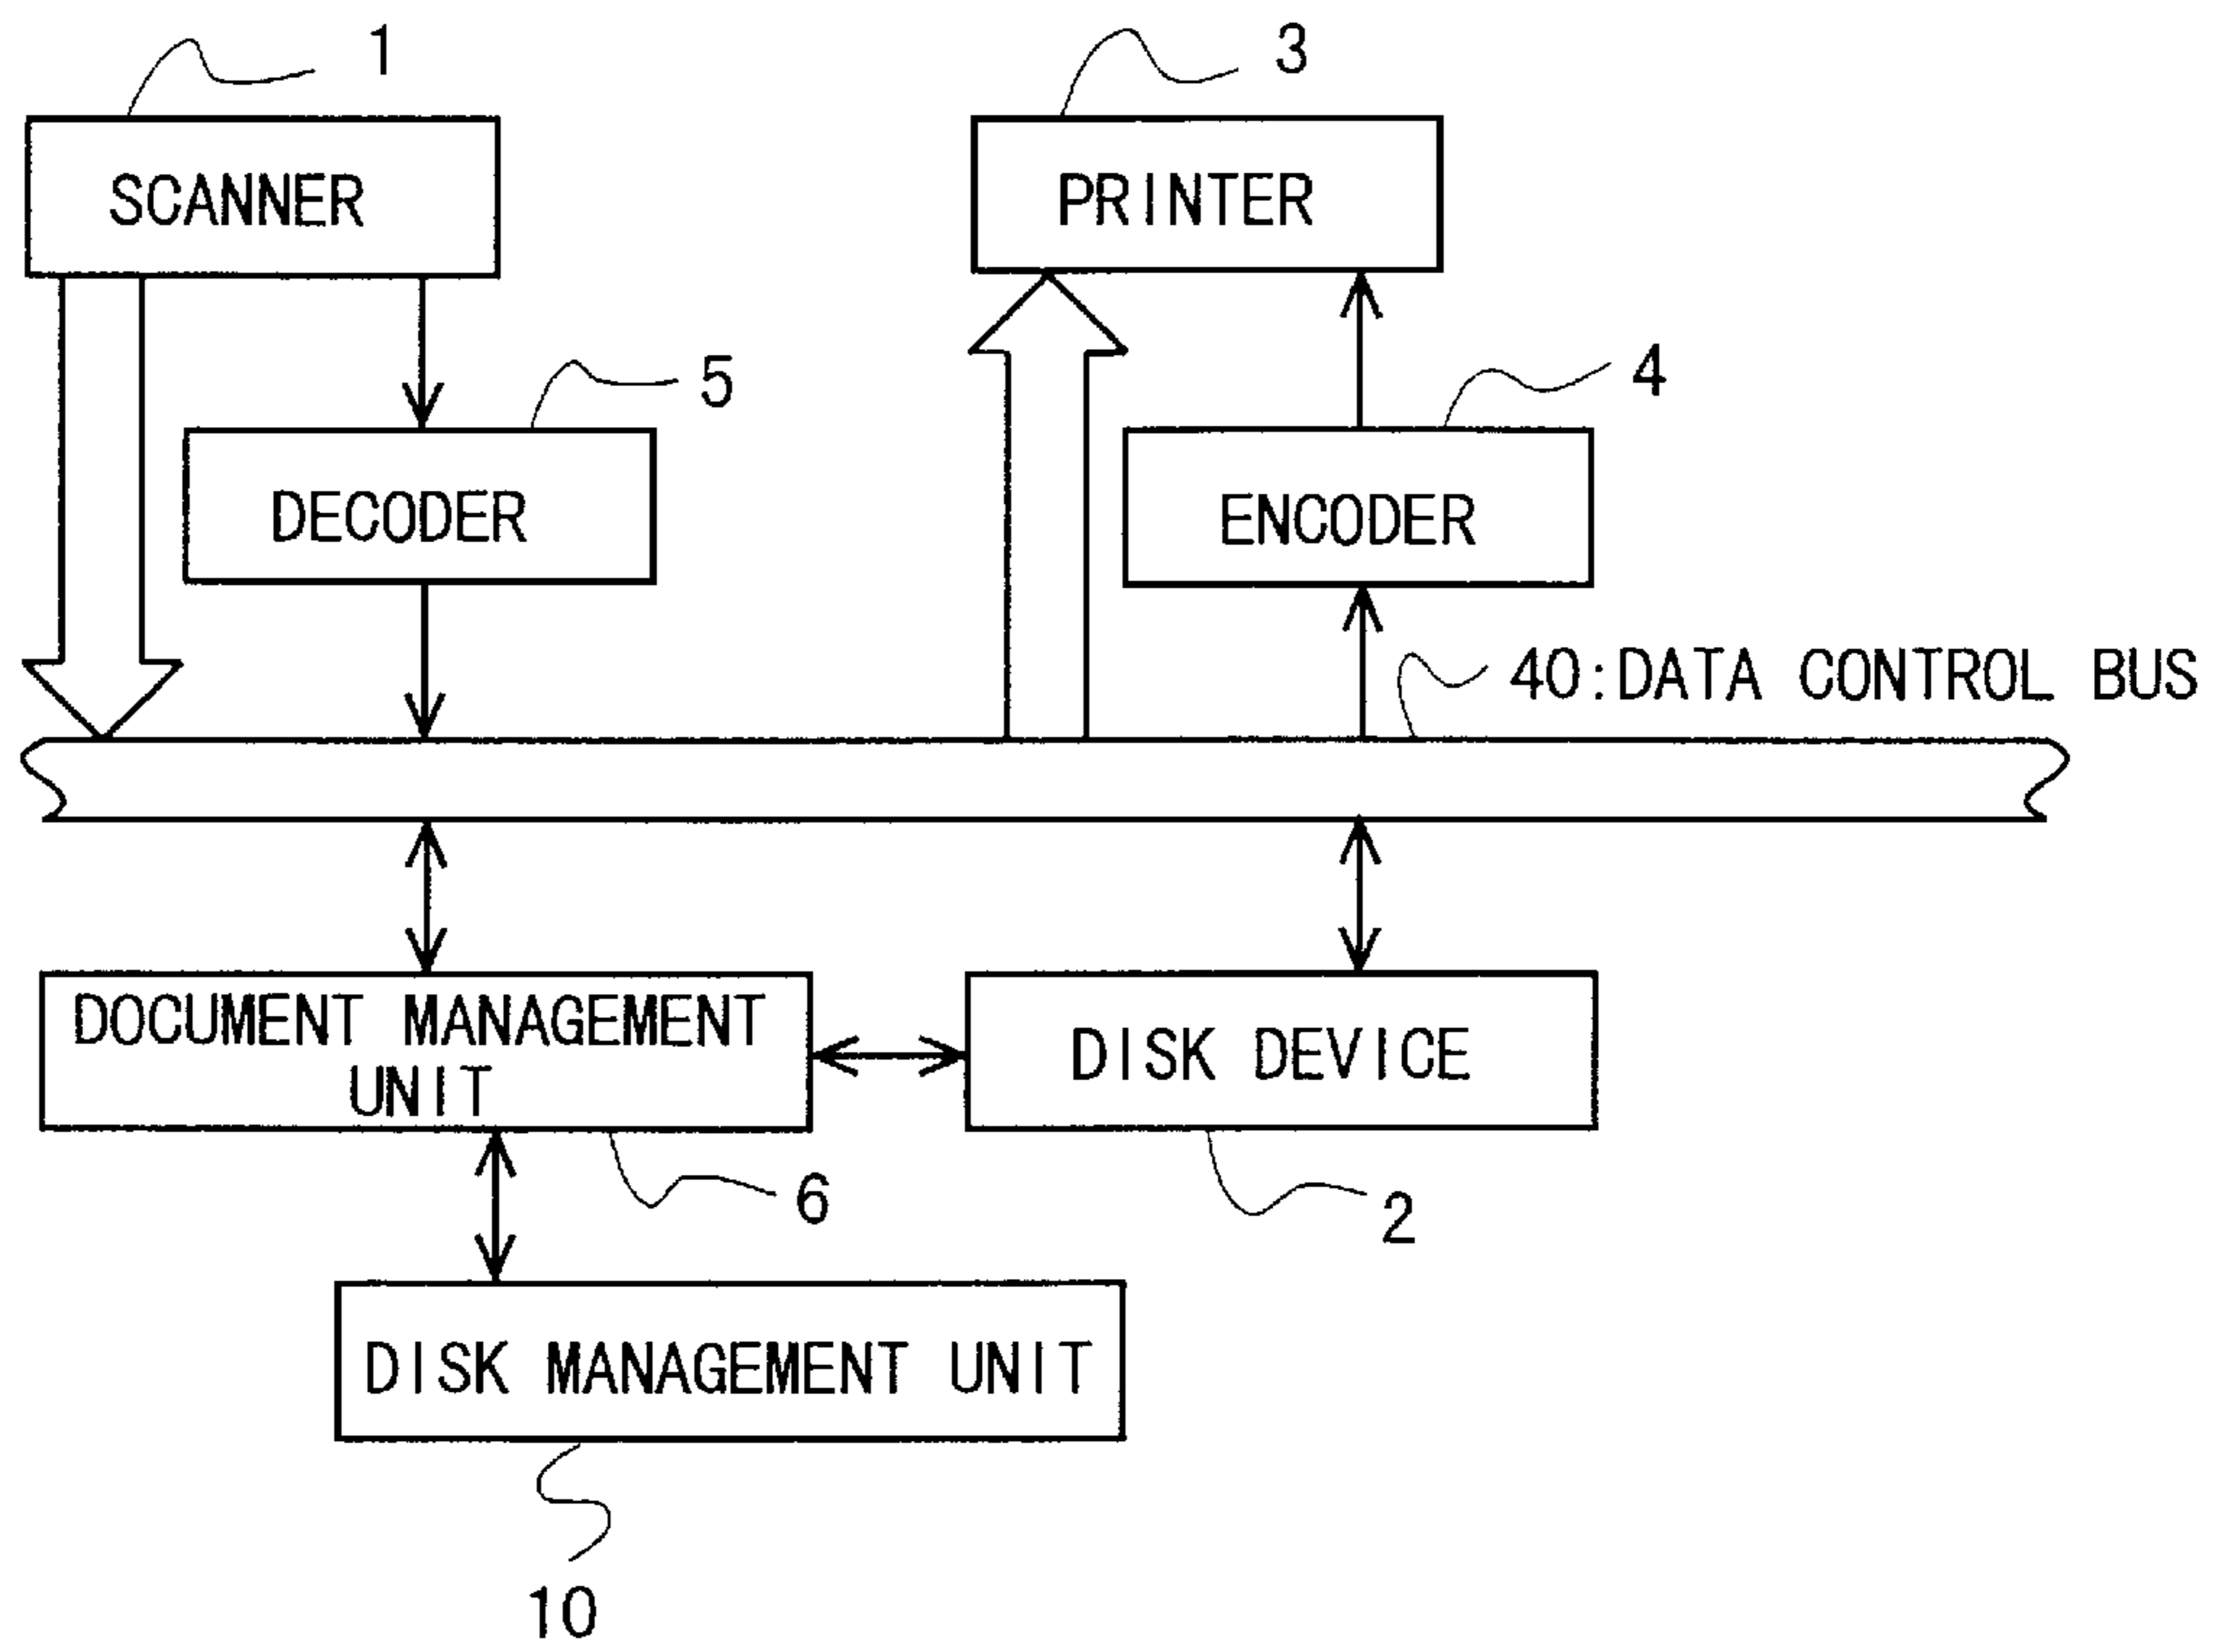 1
3
SCANNER
PRINTER
5
4
DECODER
ENCODER
40:DATA CONTROL BUS
DOCUMENT MANAGEMENT
UNIT
DISK DEVICE
6
2
DISK MANAGEMENT UNIT
10